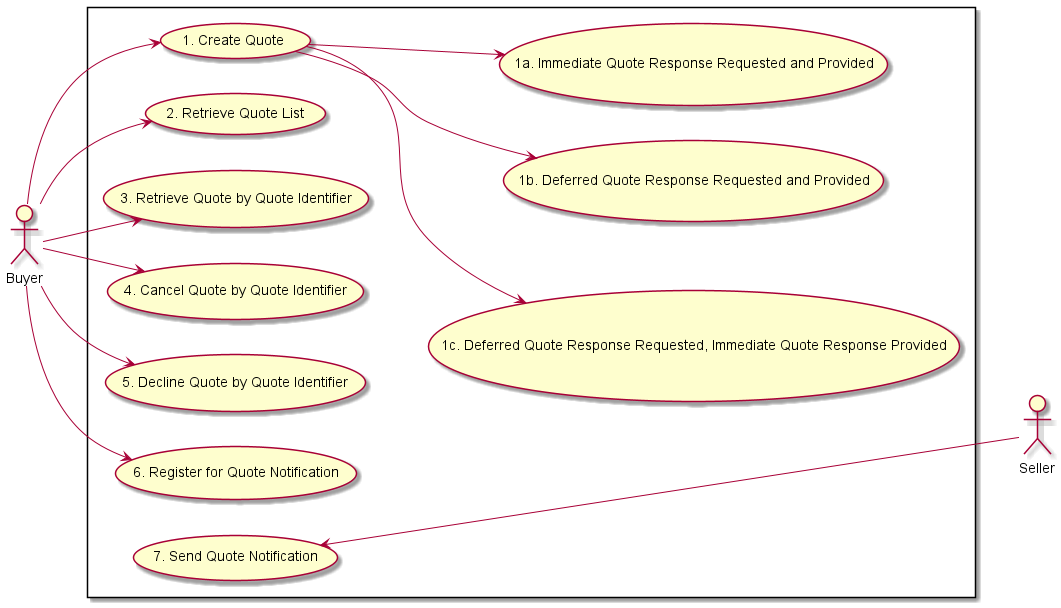 1. Create Quote
1a. Immediate Quote Response Requested and Provided
2. Retrieve Quote List
1b. Deferred Quote Response Requested and Provided
3. Retrieve Quote by Quote Identifier
Buyer
4. Cancel Quote by Quote Identifier
1c. Deferred Quote Response Requested, Immediate Quote Response Provided
5. Decline Quote by Quote Identifier
6. Register for Quote Notification
Seller
7. Send Quote Notification